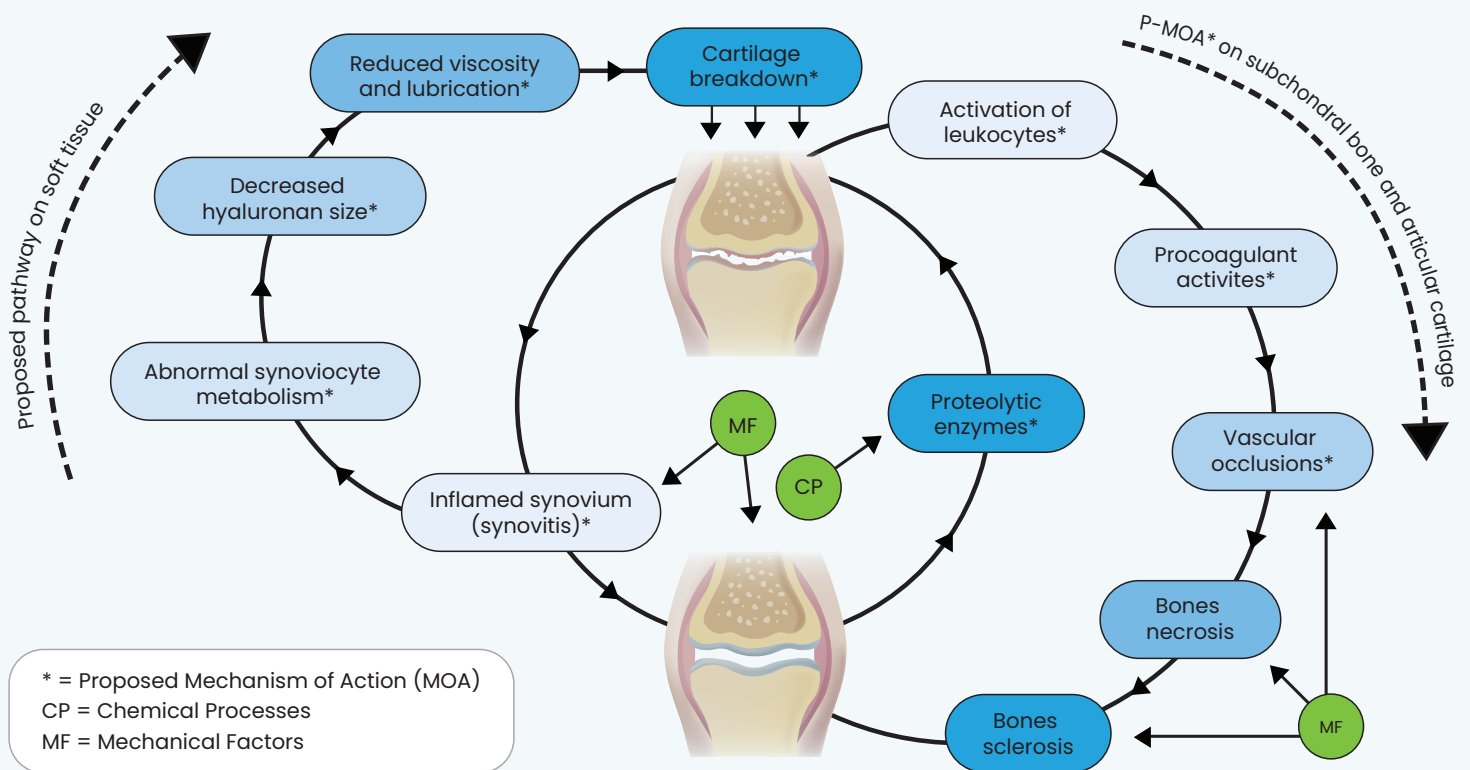 Proposed pathway on soft tissue
Reduced viscosity
and lubrication*
Cartilage
breakdown*
P-MOA* on subchondral bone and articular cartilage
Activation of
leukocytes*
Decreased
hyaluronan size*
Procoagulant
activites*
Abnormal synoviocyte
metabolism*
MF
Proteolytic
enzymes*
Vascular
occlusions*
CP
Inflamed synovium
(synovitis)*
Bones
necrosis
Bones
sclerosis
MF
* = Proposed Mechanism of Action (MOA)
CP = Chemical Processes
MF = Mechanical Factors